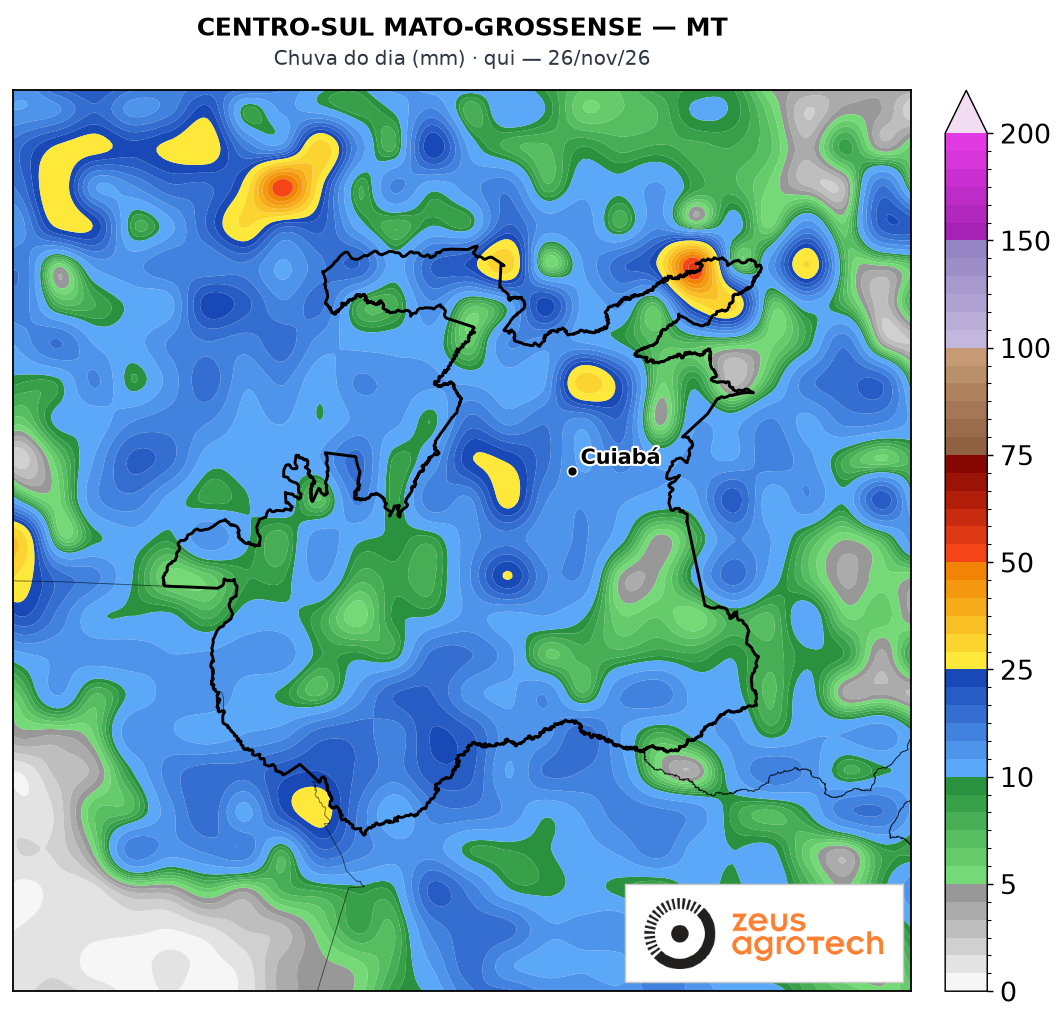 CENTRO-SUL MATO-GROSSENSE — MT
Chuva do dia (mm) · qui — 26/nov/26
200
150
100
75
50
25
10
5
0
Cuiabá
zeus
agrotech